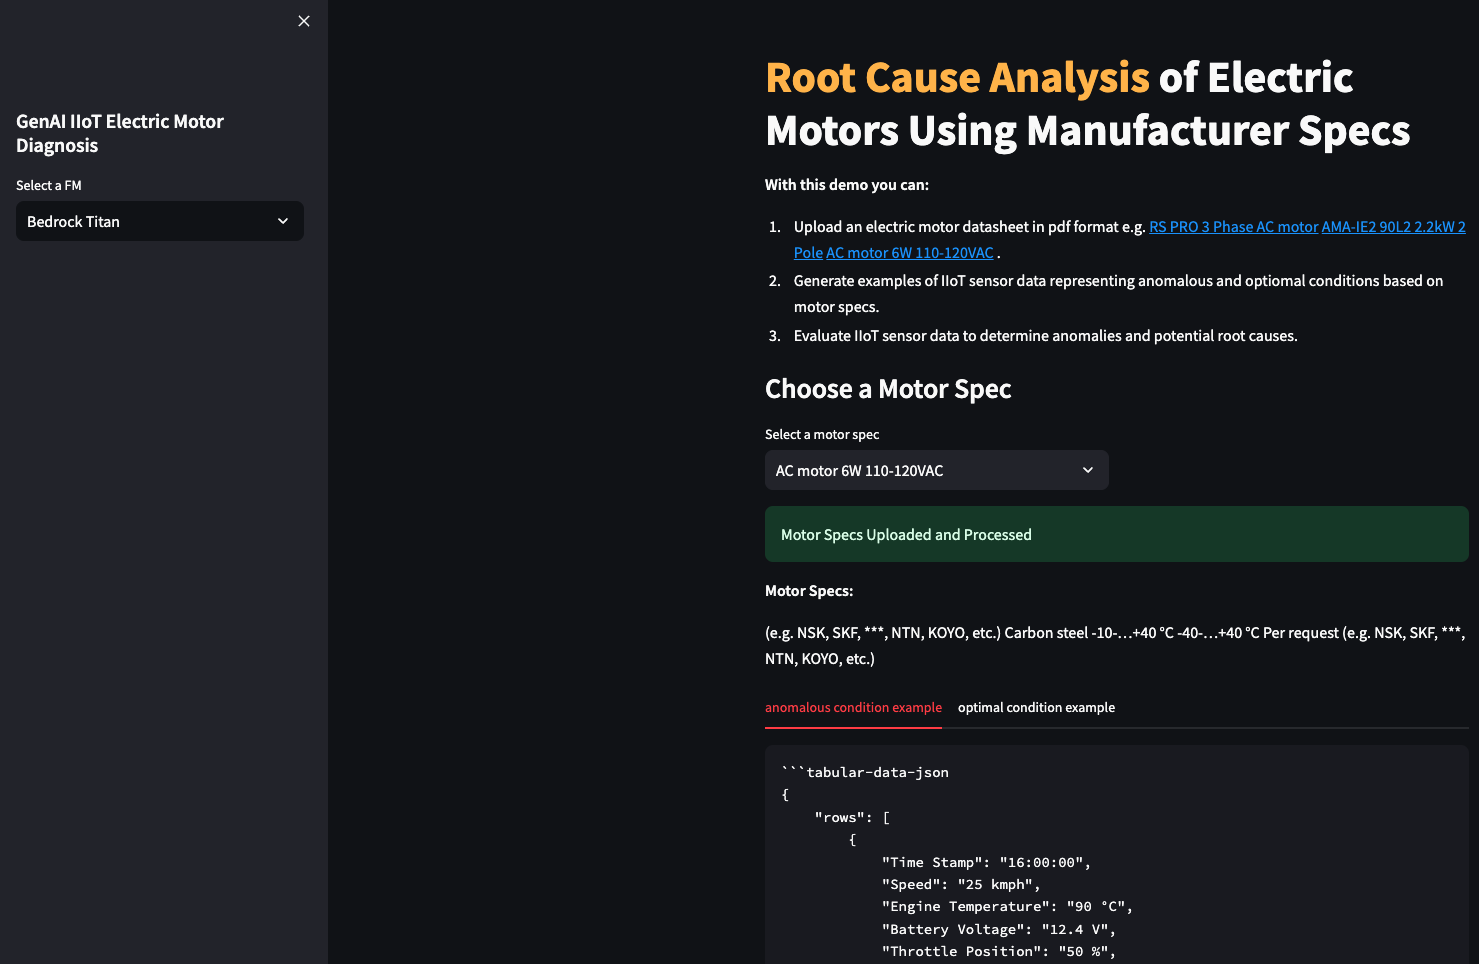 GenAI IIoT Electric Motor
Diagnosis
Select a FM
Bedrock Titan
Root Cause Analysis of Electric
Motors Using Manufacturer Specs
With this demo you can:
1. Upload an electric motor datasheet in pdf format e.g. RS PRO 3 Phase AC motor AMA-IE2 90L2 2.2kW 2
Pole AC motor 6W 110-120VAC .
2. Generate examples of IIoT sensor data representing anomalous and optiomal conditions based on
motor specs.
3. Evaluate IIoT sensor data to determine anomalies and potential root causes.
Choose a Motor Spec
Select a motor spec
AC motor 6W 110-120VAC
Motor Specs Uploaded and Processed
Motor Specs:
(e.g. NSK, SKF, ***, NTN, KOYO, etc.) Carbon steel -10-…+40 °C -40-…+40 °C Per request (e.g. NSK, SKF, ***,
NTN, KOYO, etc.)
anomalous condition example optimal condition example
```tabular-data-json
{
"rows": [
{
"Time Stamp": "16:00:00",
"Speed": "25 kmph",
"Engine Temperature": "90 °C",
"Battery Voltage": "12.4 V",
"Throttle Position": "50 %",